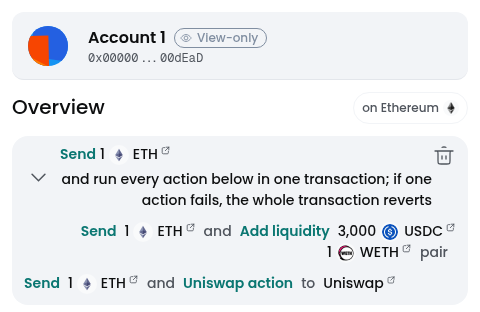 Account 1 View-only
0x00000...00dEaD
Overview
on Ethereum
Send 1 ETH
and run every action below in one transaction; if one
action fails, the whole transaction reverts
Send 1 ETH and Add liquidity 3,000 USDC
1 WETH pair
Send 1 ETH and Uniswap action to Uniswap